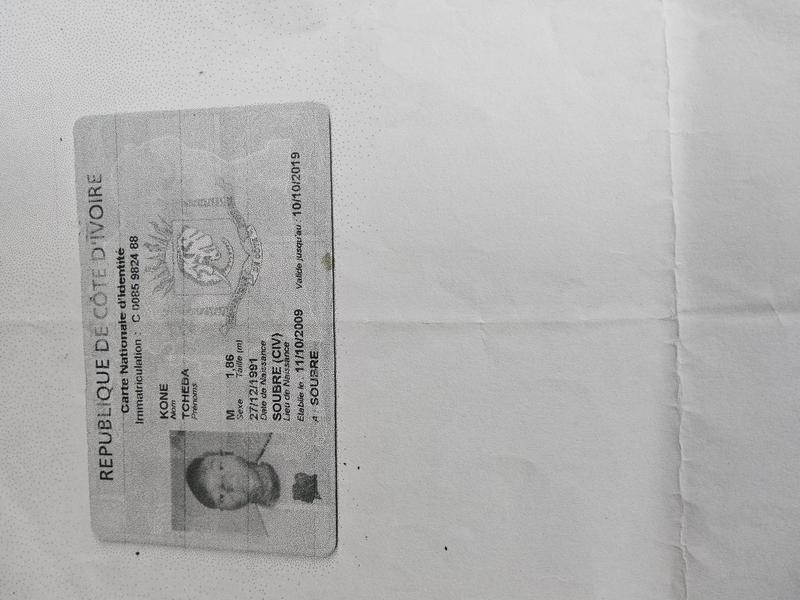 REPUBLIQUE DE CÔTE D'IVOIRE
Carte Nationale d'Identité
Immatriculation : C 0085 9824 88
KONE
Nom
TCHEBA
Prénoms
M 1,86
Sexe Taille (m)
27/12/1991
Date de Naissance
SOUBRE (CIV)
Lieu de Naissance
Etablie le : 11/10/2009 Valide jusqu'au : 10/10/2019
A : SOUBRE